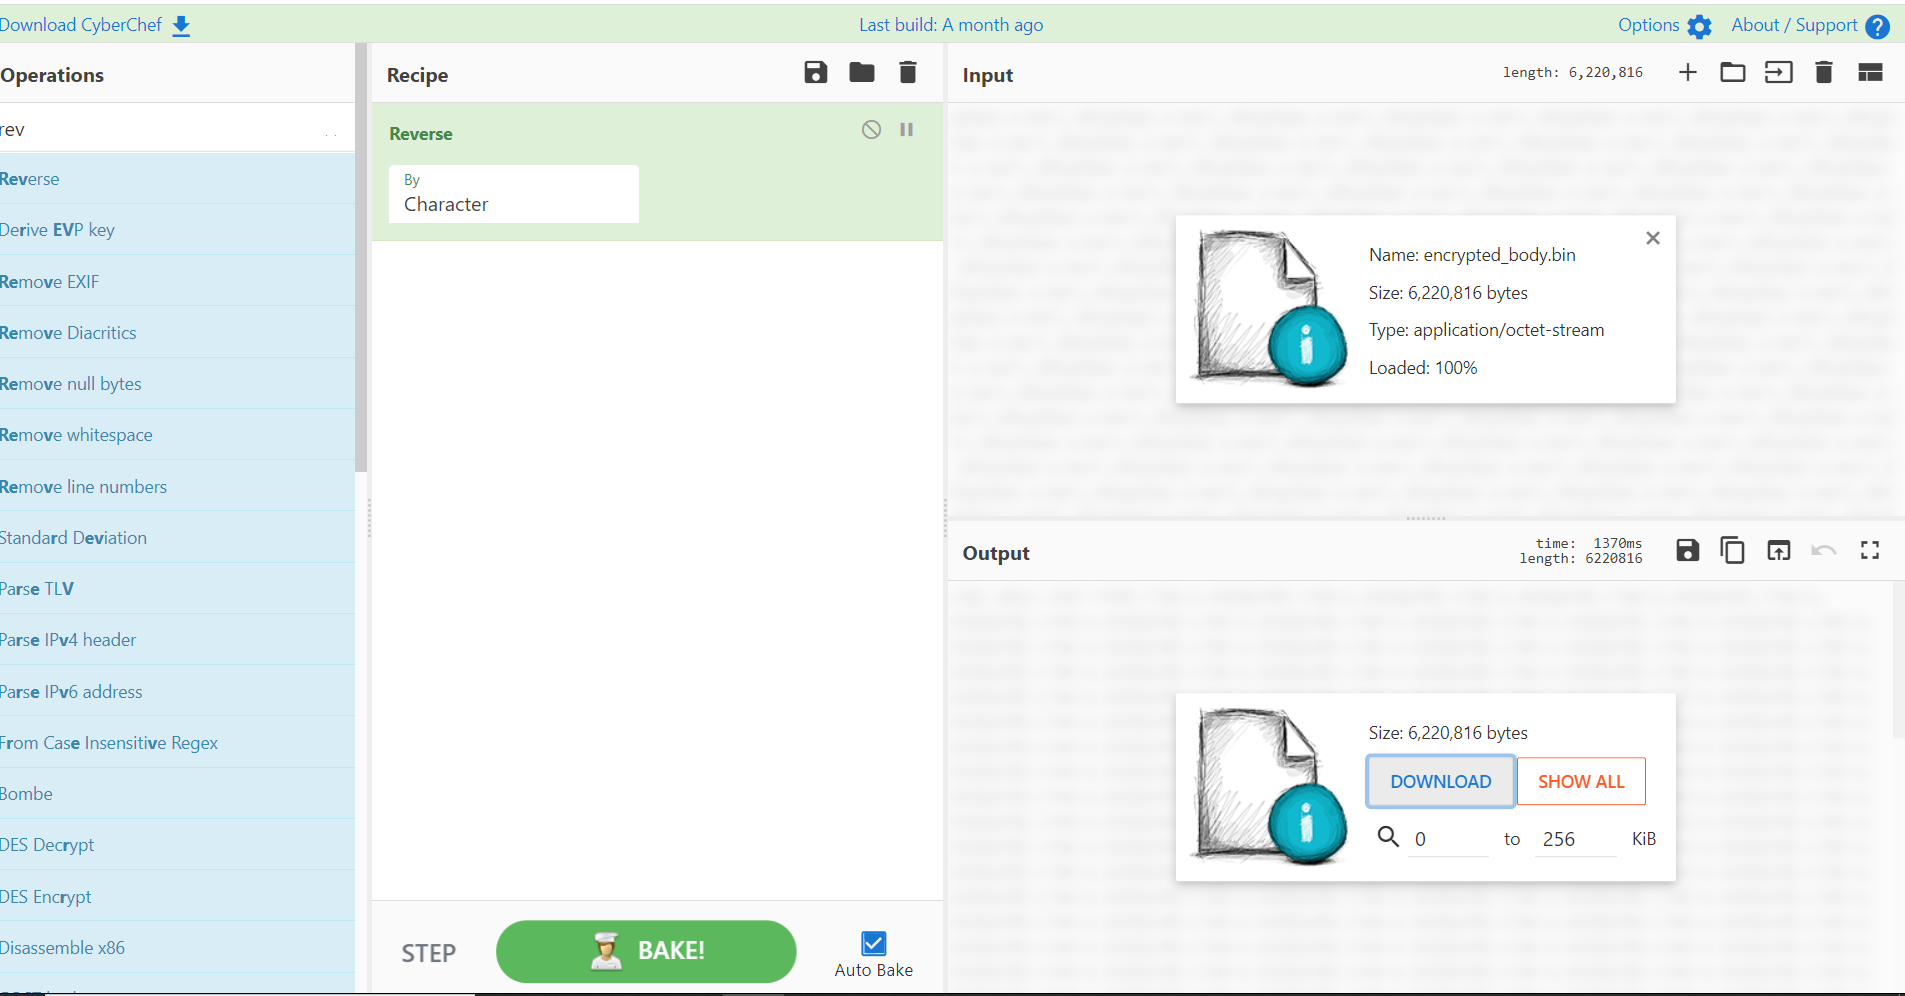 Download CyberChef
Last build: A month ago
Options
About / Support
Operations
rev
Reverse
Derive EVP key
Remove EXIF
Remove Diacritics
Remove null bytes
Remove whitespace
Remove line numbers
Standard Deviation
Parse TLV
Parse IPv4 header
Parse IPv6 address
From Case Insensitive Regex
Bombe
DES Decrypt
DES Encrypt
Disassemble x86
Recipe
Reverse
By
Character
STEP
BAKE!
Auto Bake
Input
length: 6,220,816
Name: encrypted_body.bin
Size: 6,220,816 bytes
Type: application/octet-stream
Loaded: 100%
Output
time: 1370ms
length: 6220816
Size: 6,220,816 bytes
DOWNLOAD
SHOW ALL
0 to 256 KiB